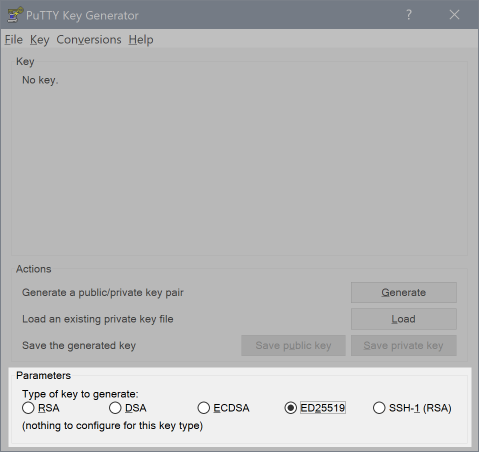 PuTTY Key Generator
?
File Key Conversions Help
Key
No key.
Actions
Generate a public/private key pair Generate
Load an existing private key file Load
Save the generated key Save public key Save private key
Parameters
Type of key to generate:
RSA DSA ECDSA ED25519 SSH-1 (RSA)
(nothing to configure for this key type)